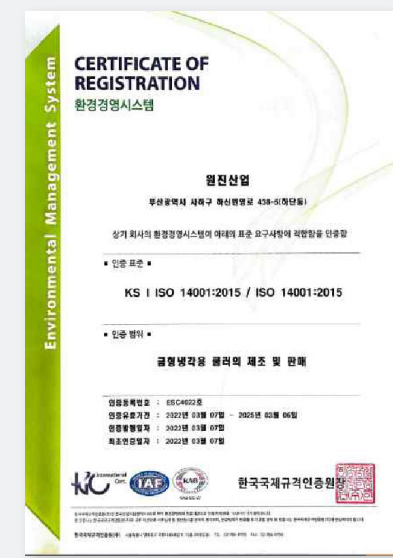 Environmental Management System
CERTIFICATE OF
REGISTRATION
환경경영시스템
원진산업
부산광역시 사하구 하신번영로 438-5(하단동)
상기 회사의 환경경영시스템이 아래의 표준 요구사항에 적합함을 인증함
■ 인증 표준 ■
KS I ISO 14001:2015 / ISO 14001:2015
■ 인증 범위 ■
금형냉각용 쿨러의 제조 및 판매
인증등록번호 : ESC4022호
인증유효기간 : 2022년 03월 07일 - 2025년 03월 06일
인증발행일자 : 2022년 03월 07일
최초인증일자 : 2022년 03월 07일
International
Cert.
IAF
KAB
한국국제규격인증원장